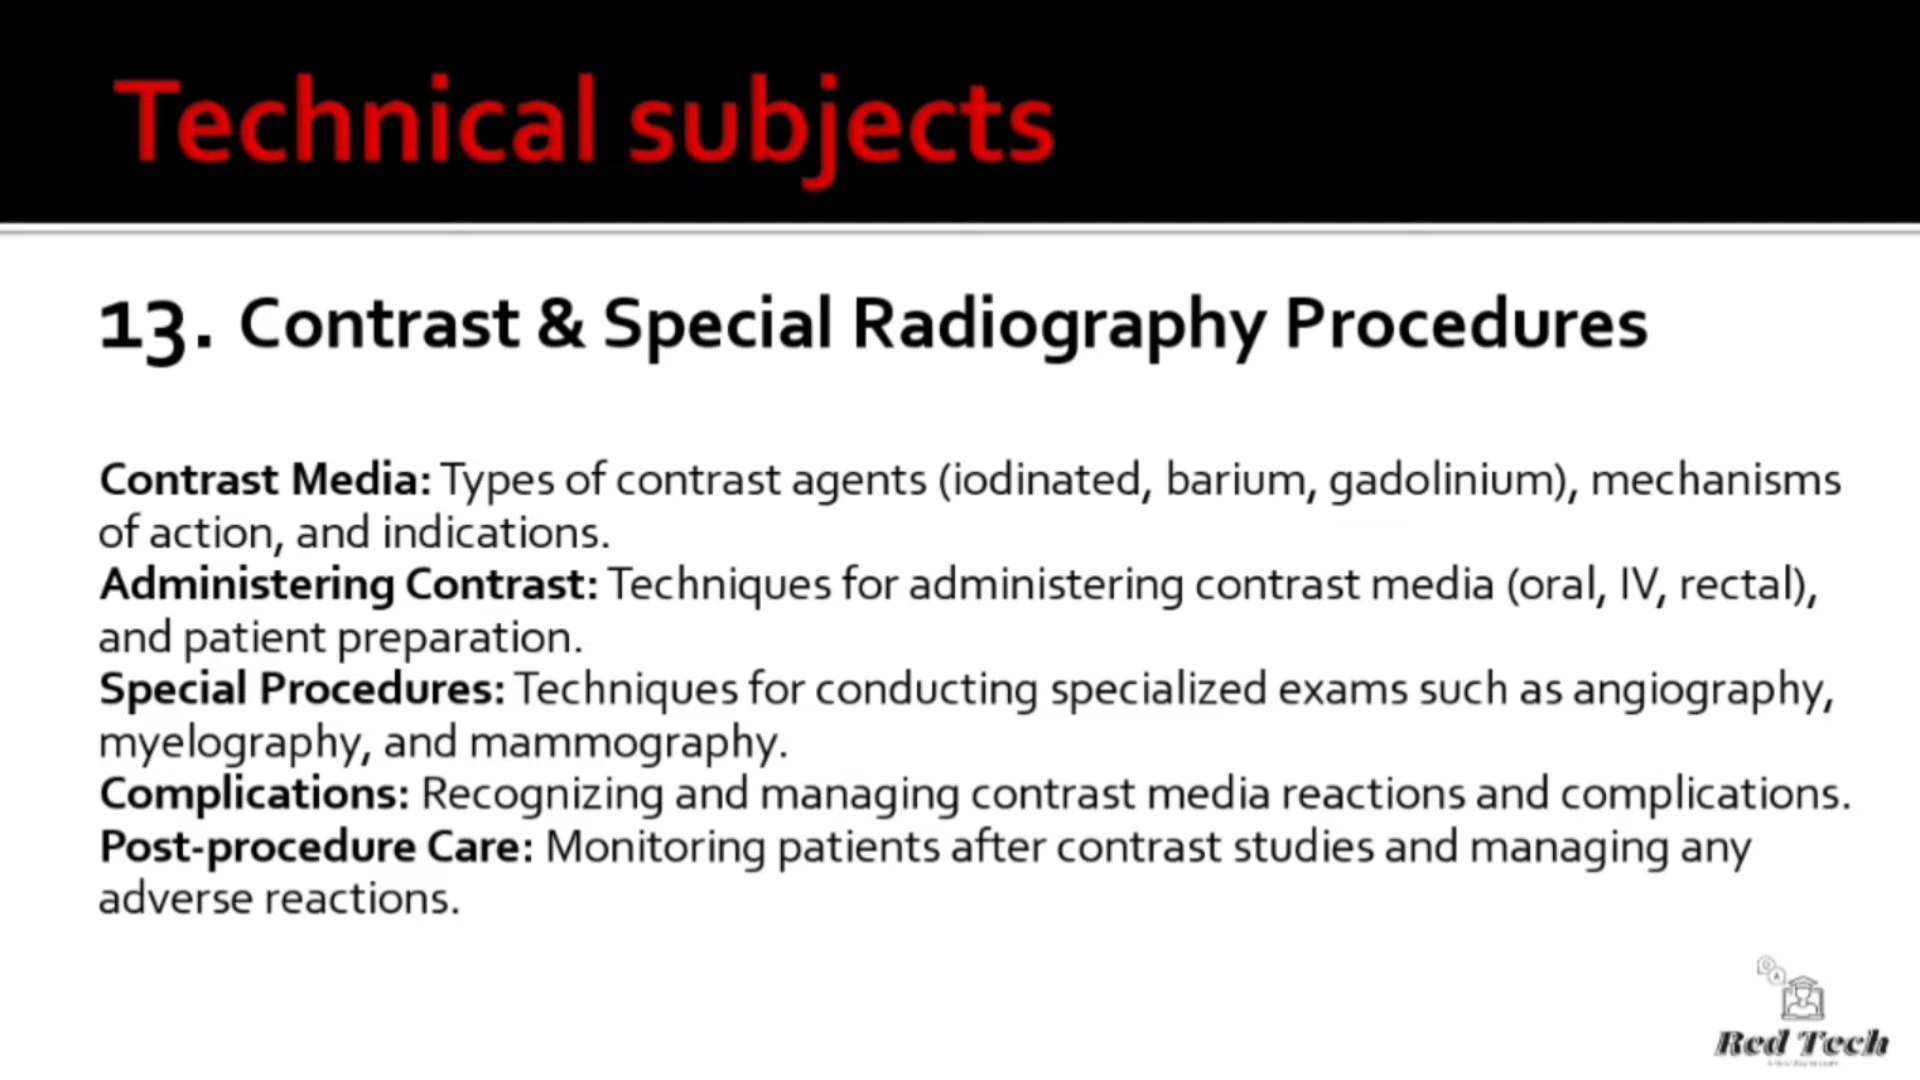 Technical subjects
13. Contrast & Special Radiography Procedures
Contrast Media: Types of contrast agents (iodinated, barium, gadolinium), mechanisms
of action, and indications.
Administering Contrast: Techniques for administering contrast media (oral, IV, rectal),
and patient preparation.
Special Procedures: Techniques for conducting specialized exams such as angiography,
myelography, and mammography.
Complications: Recognizing and managing contrast media reactions and complications.
Post-procedure Care: Monitoring patients after contrast studies and managing any
adverse reactions.
Red Tech